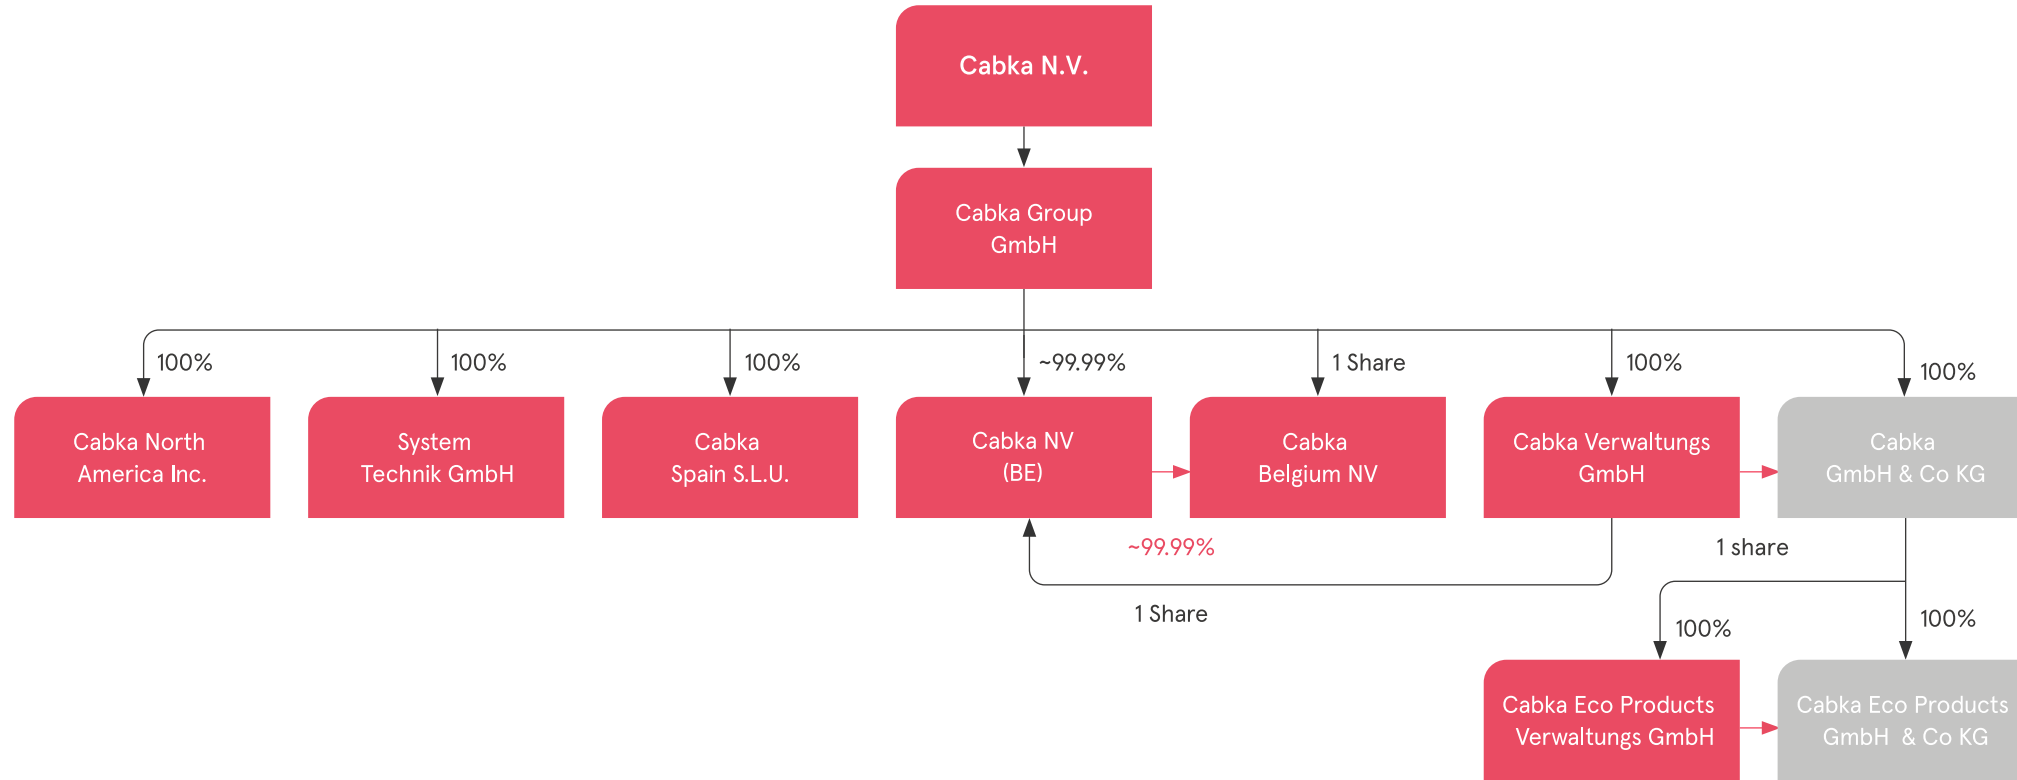 Cabka N.V.
Cabka Group
GmbH
100%
100%
100%
~99.99%
1 Share
100%
100%
Cabka North
America Inc.
System
Technik GmbH
Cabka
Spain S.L.U.
Cabka NV
(BE)
Cabka
Belgium NV
Cabka Verwaltungs
GmbH
Cabka
GmbH & Co KG
~99.99%
1 share
1 Share
100%
100%
Cabka Eco Products
Verwaltungs GmbH
Cabka Eco Products
GmbH & Co KG